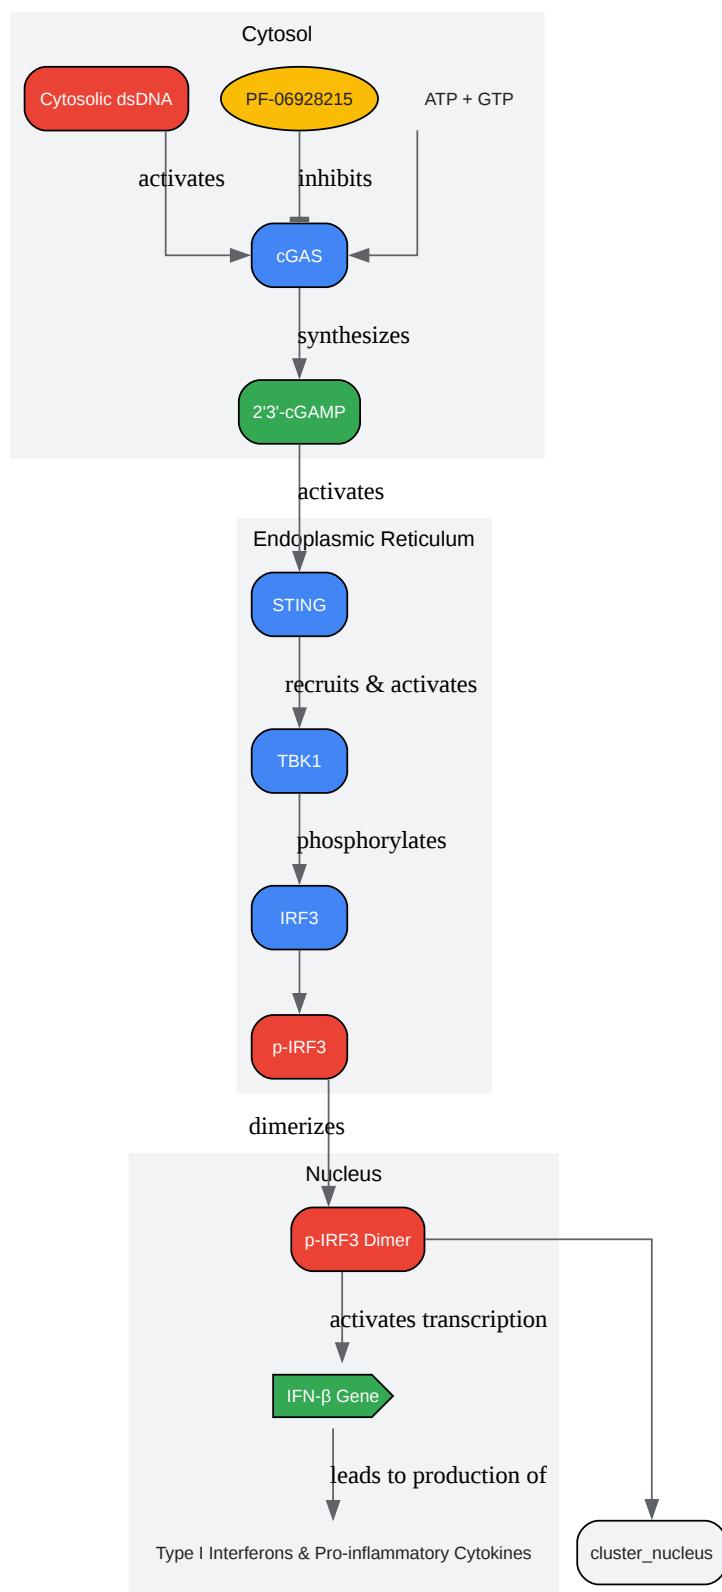 Cytosol
Cytosolic dsDNA
PF-06928215
ATP + GTP
activates
inhibits
cGAS
synthesizes
2'3'-cGAMP
activates
Endoplasmic Reticulum
STING
recruits & activates
TBK1
phosphorylates
IRF3
p-IRF3
dimerizes
Nucleus
p-IRF3 Dimer
activates transcription
IFN-β Gene
leads to production of
Type I Interferons & Pro-inflammatory Cytokines
cluster_nucleus